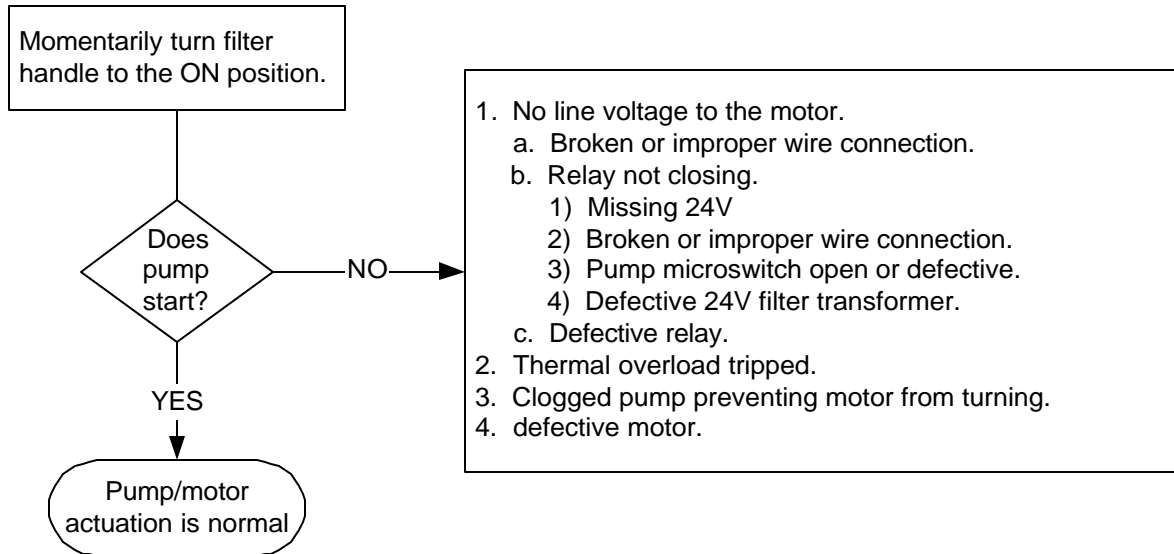 Momentarily turn filter
handle to the ON position.
Does
pump
start?
NO
1. No line voltage to the motor.
a. Broken or improper wire connection.
b. Relay not closing.
1) Missing 24V
2) Broken or improper wire connection.
3) Pump microswitch open or defective.
4) Defective 24V filter transformer.
c. Defective relay.
2. Thermal overload tripped.
3. Clogged pump preventing motor from turning.
4. defective motor.
YES
Pump/motor
actuation is normal